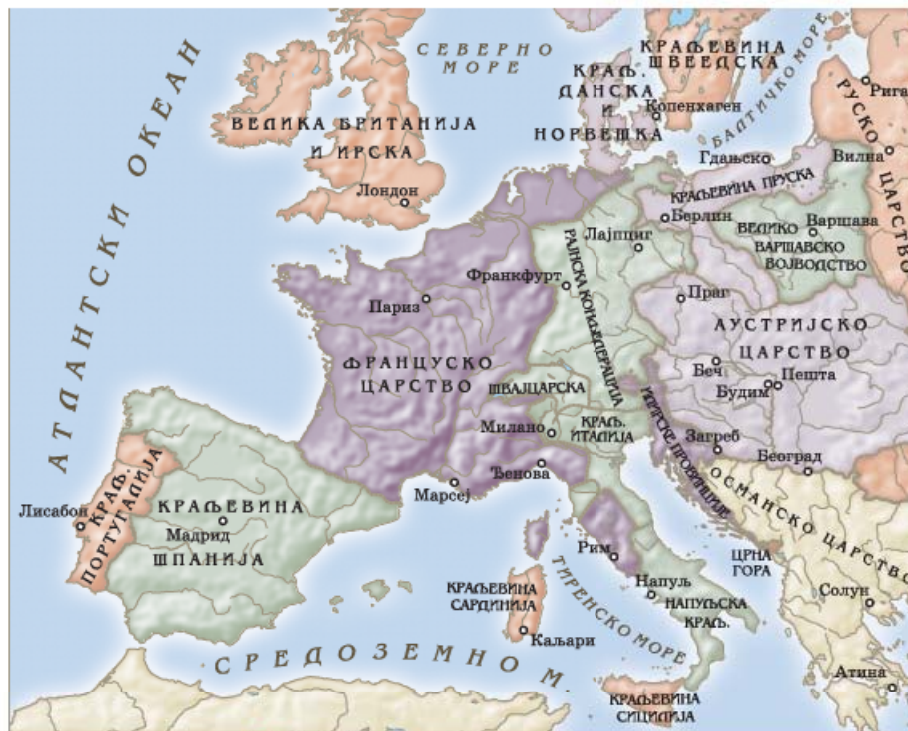 АТЛАНТСКИ ОКЕАН
СЕВЕРНО
МОРЕ
БАЛТИЧКО МОРЕ
КРАЉЕВИНА
ШВЕЕДСКА
КРАЉ.
ДАНСКА
И
НОРВЕШКА
Копенхаген
РУСКО ЦАРСТВО
Рига
Вилна
ВЕЛИКА БРИТАНИЈА
И ИРСКА
Лондон
Гдањско
КРАЉЕВИНА ПРУСКА
Берлин
ВЕЛИКО
ВАРШАВСКО
ВОЈВОДСТВО
Варшава
Лајпциг
РАЈНСКА КОНФЕДЕРАЦИЈА
Франкфурт
Париз
Праг
ФРАНЦУСКО
ЦАРСТВО
АУСТРИЈСКО
ЦАРСТВО
Беч
Будим
Пешта
ШВАЈЦАРСКА
Милано
КРАЉ.
ИТАЛИЈА
ИЛИРСКЕ ПРОВИНЦИЈЕ
Загреб
Београд
Ђенова
Марсеј
ОСМАНСКО ЦАРСТВО
Лисабон
КРАЉ.
ПОРТУГАЛИЈА
КРАЉЕВИНА
Мадрид
ШПАНИЈА
Рим
ЦРНА
ГОРА
ТИРЕНСКО МОРЕ
Напуљ
НАПУЉСКА
КРАЉ.
Солун
КРАЉЕВИНА
САРДИНИЈА
Каљари
СРЕДОЗЕМНО М.
Атина
КРАЉЕВИНА
СИЦИЛИЈА